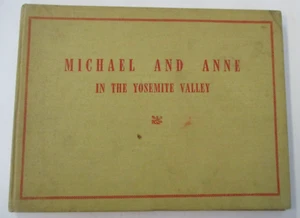 MICHAEL AND ANNE
IN THE YOSEMITE VALLEY